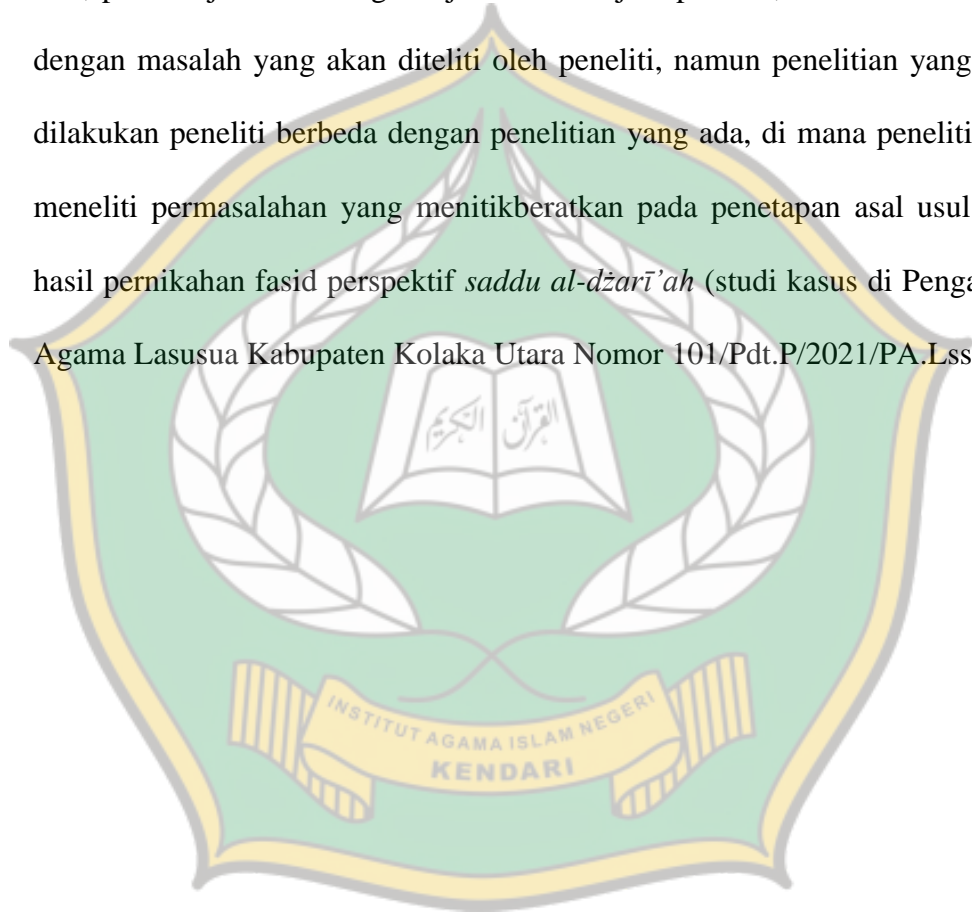 dengan masalah yang akan diteliti oleh peneliti, namun penelitian yang
dilakukan peneliti berbeda dengan penelitian yang ada, di mana peneliti
meneliti permasalahan yang menitikberatkan pada penetapan asal usul
hasil pernikahan fasid perspektif saddu al-dżarī’ah (studi kasus di Penga
Agama Lasusua Kabupaten Kolaka Utara Nomor 101/Pdt.P/2021/PA.Lss
القرآن الكريم
INSTITUT AGAMA ISLAM NEGERI
KENDARI